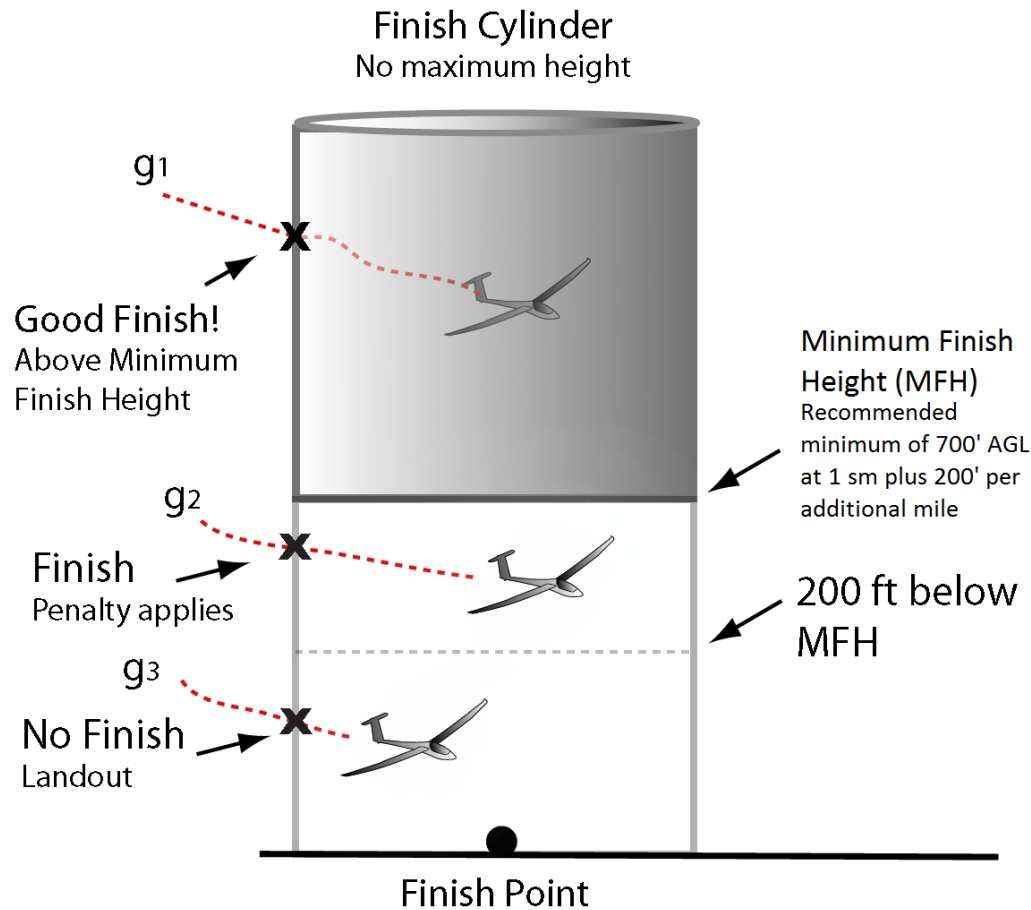 Finish Cylinder
No maximum height
g1
Good Finish!
Above Minimum
Finish Height
Minimum Finish
Height (MFH)
Recommended
minimum of 700' AGL
at 1 sm plus 200' per
additional mile
g2
Finish
Penalty applies
200 ft below
MFH
g3
No Finish
Landout
Finish Point